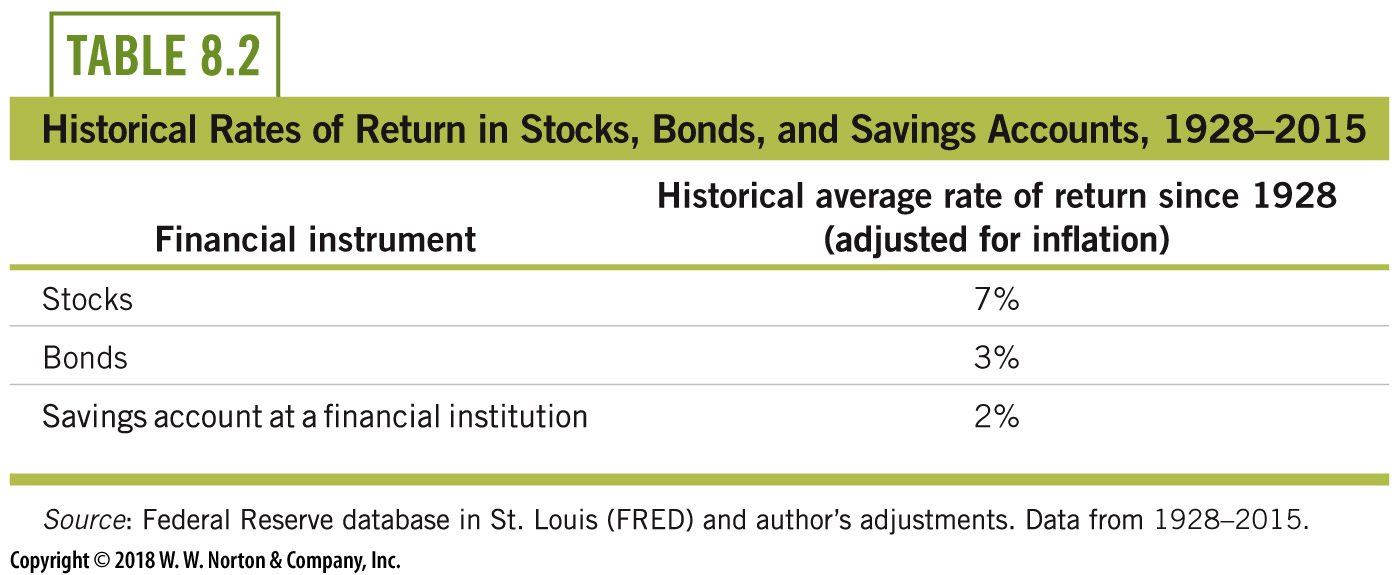 TABLE 8.2
Historical Rates of Return in Stocks, Bonds, and Savings Accounts, 1928–2015
Historical average rate of return since 1928
Financial instrument (adjusted for inflation)
Stocks 7%
Bonds 3%
Savings account at a financial institution 2%
Source: Federal Reserve database in St. Louis (FRED) and author’s adjustments. Data from 1928–2015.
Copyright © 2018 W. W. Norton & Company, Inc.